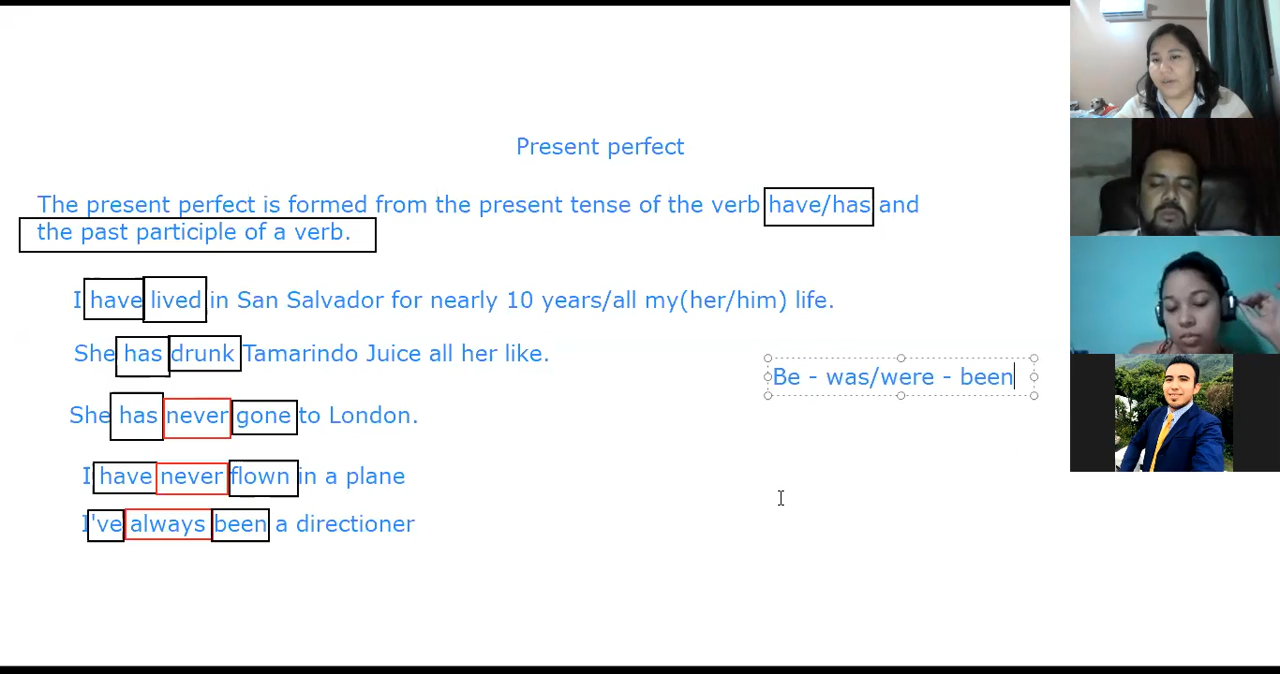 Present perfect
The present perfect is formed from the present tense of the verb have/has and
the past participle of a verb.
I have lived in San Salvador for nearly 10 years/all my(her/him) life.
She has drunk Tamarindo Juice all her like.
Be - was/were - been
She has never gone to London.
I have never flown in a plane
I've always been a directioner